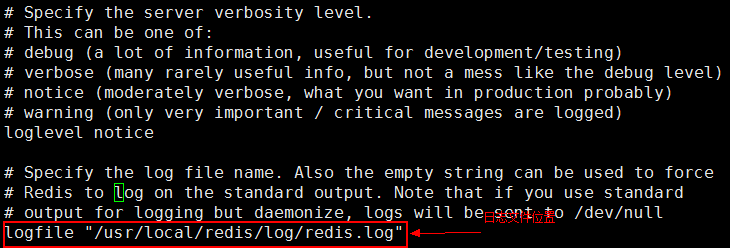 # Specify the server verbosity level.
# This can be one of:
# debug (a lot of information, useful for development/testing)
# verbose (many rarely useful info, but not a mess like the debug level)
# notice (moderately verbose, what you want in production probably)
# warning (only very important / critical messages are logged)
loglevel notice
# Specify the log file name. Also the empty string can be used to force
# Redis to log on the standard output. Note that if you use standard
# output for logging but daemonize, logs will be sent to /dev/null
logfile "/usr/local/redis/log/redis.log"
日志文件位置